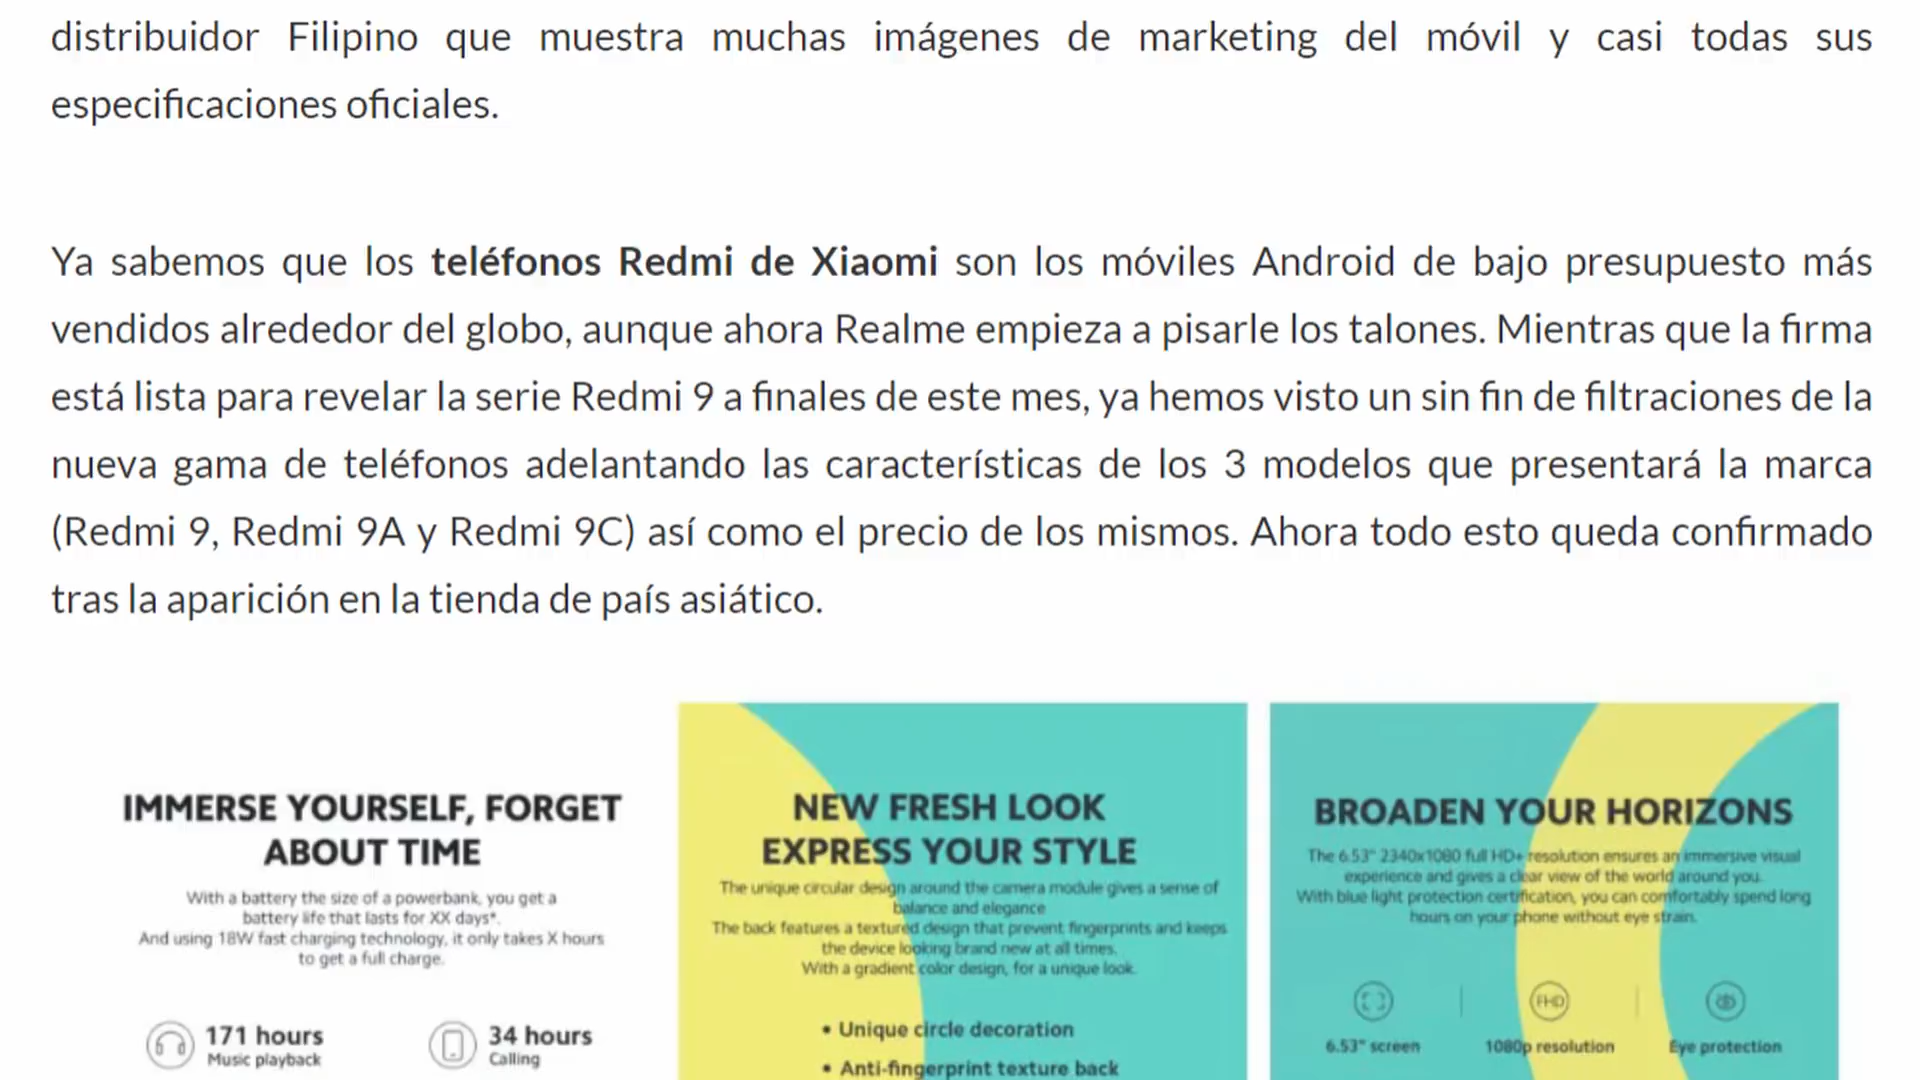 distribuidor Filipino que muestra muchas imágenes de marketing del móvil y casi todas sus
especificaciones oficiales.
Ya sabemos que los teléfonos Redmi de Xiaomi son los móviles Android de bajo presupuesto más
vendidos alrededor del globo, aunque ahora Realme empieza a pisarle los talones. Mientras que la firma
está lista para revelar la serie Redmi 9 a finales de este mes, ya hemos visto un sin fin de filtraciones de la
nueva gama de teléfonos adelantando las características de los 3 modelos que presentará la marca
(Redmi 9, Redmi 9A y Redmi 9C) así como el precio de los mismos. Ahora todo esto queda confirmado
tras la aparición en la tienda de país asiático.
IMMERSE YOURSELF, FORGET
ABOUT TIME
With a battery the size of a powerbank, you get a
battery life that lasts for XX days*.
And using 18W fast charging technology, it only takes X hours
to get a full charge.
171 hours
Music playback
34 hours
Calling
NEW FRESH LOOK
EXPRESS YOUR STYLE
The unique circular design around the camera module gives a sense of
balance and elegance
The back features a textured design that prevent fingerprints and keeps
the device looking brand new at all times.
With a gradient color design, for a unique look.
• Unique circle decoration
• Anti-fingerprint texture back
BROADEN YOUR HORIZONS
The 6.53" 2340x1080 full HD+ resolution ensures an immersive visual
experience and gives a clear view of the world around you.
With blue light protection certification, you can comfortably spend long
hours on your phone without eye strain.
FHD
6.53" screen
1080p resolution
Eye protection